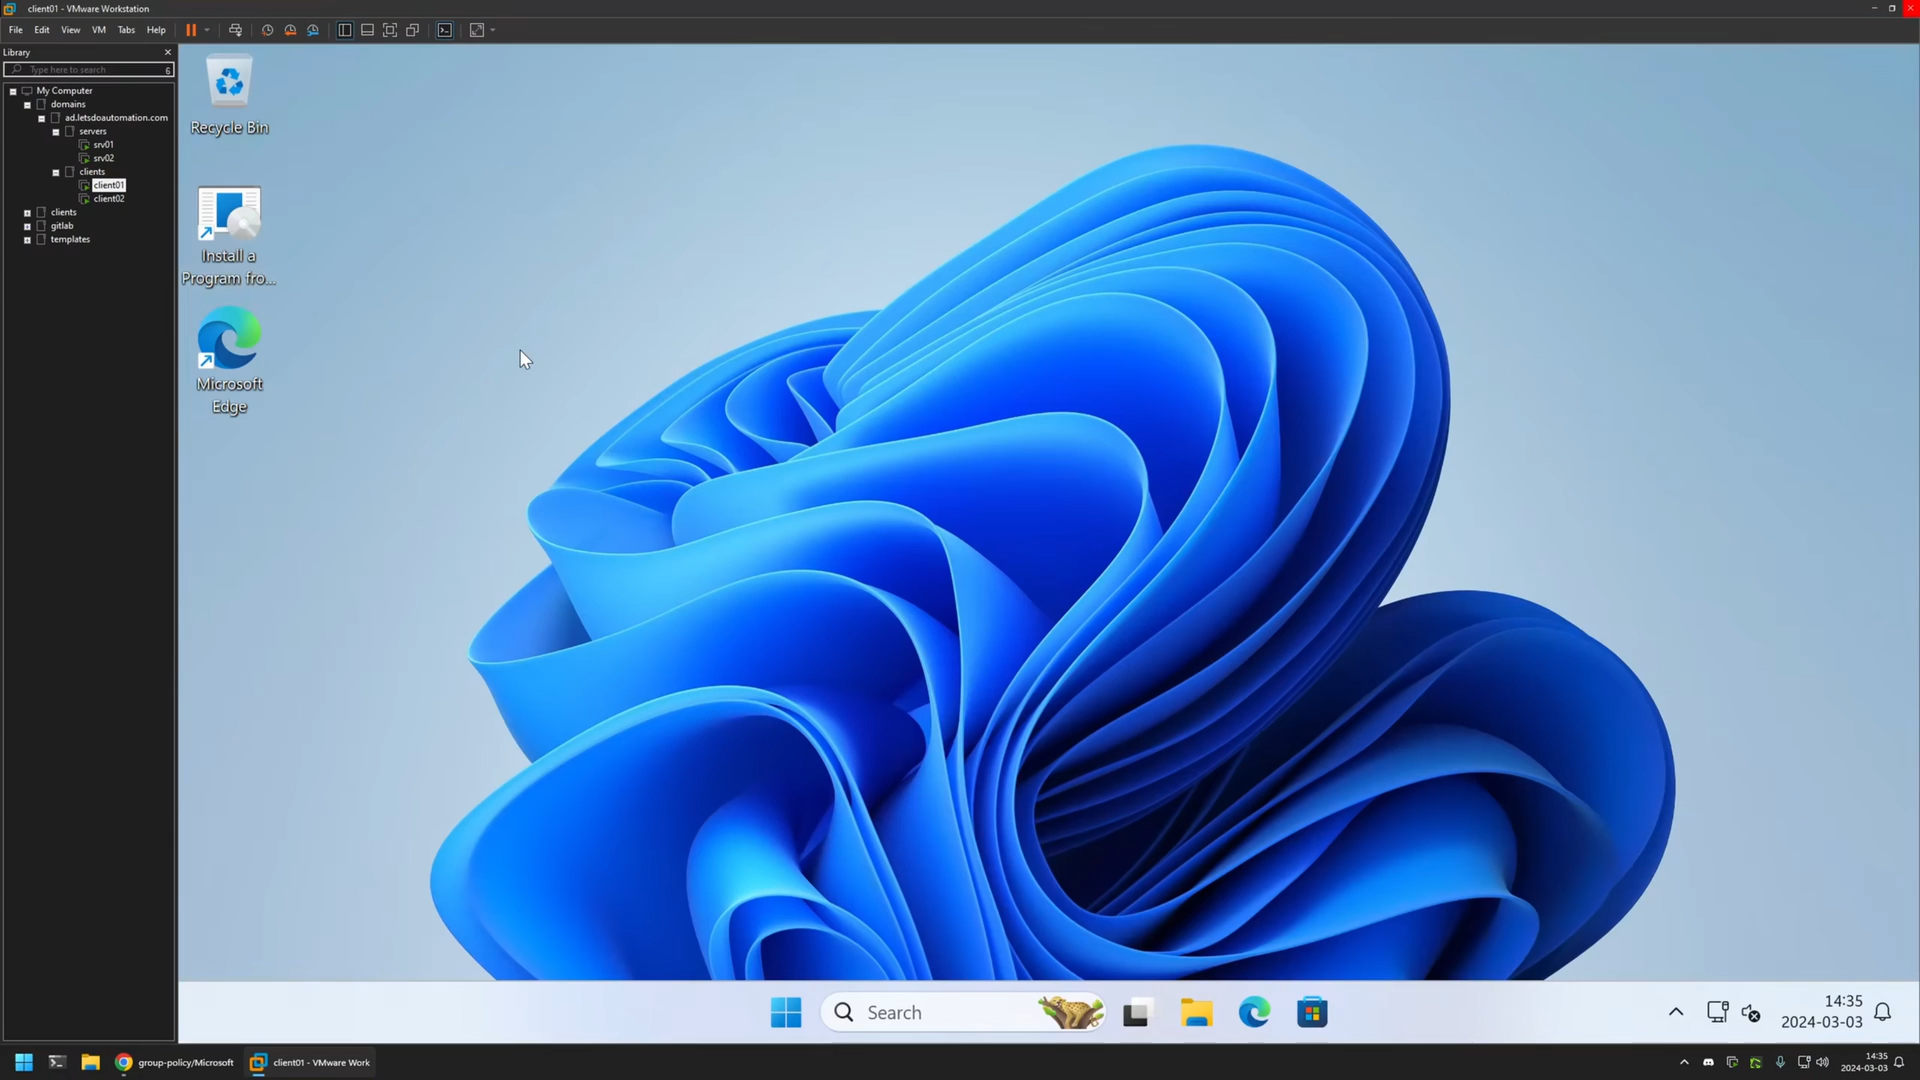 client01 - VMware Workstation
File Edit View VM Tabs Help
Library
Type here to search
6
My Computer
domains
ad.letsdoautomation.com
servers
srv01
srv02
clients
client01
client02
clients
gitlab
templates
Recycle Bin
Install a
Program fro...
Microsoft
Edge
Search
14:35
2024-03-03
group-policy/Microsoft
client01 - VMware Work
14:35
2024-03-03